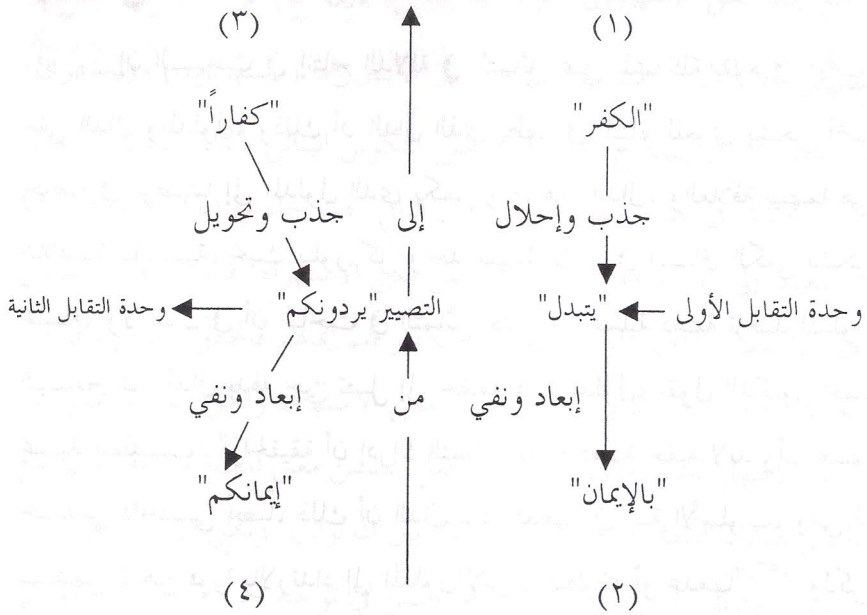 (١) (٣)
"الكفر" "كفاراً"
جذب وإحلال إلى جذب وتحويل
وحدة التقابل الأولى "يتبدل" التصيير "يردونكم" وحدة التقابل الثانية
إبعاد ونفي من إبعاد ونفي
"بالإيمان" "إيمانكم"
(٢) (٤)